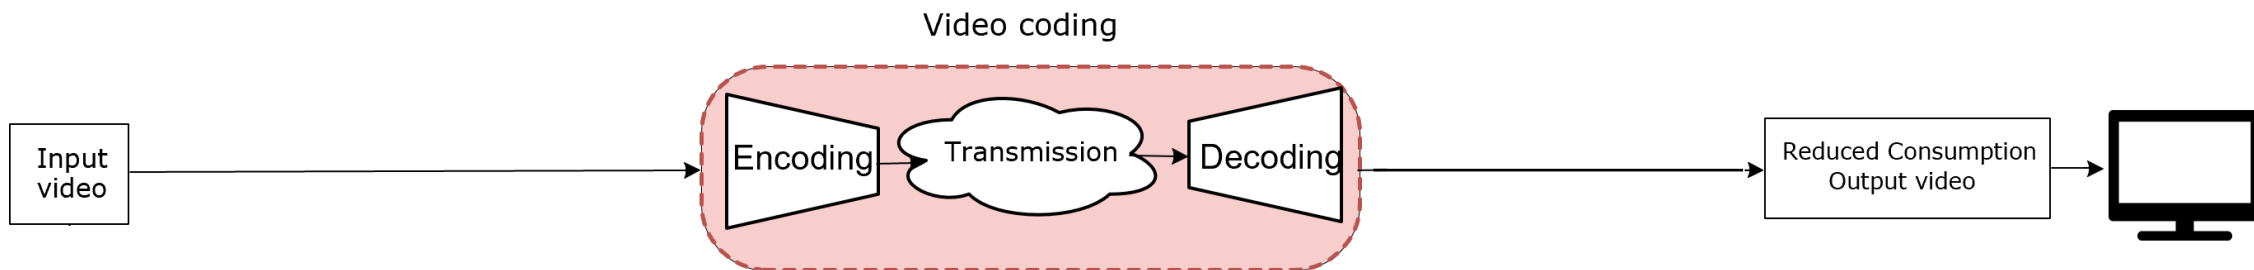 Video coding
Input
video
Encoding
Transmission
Decoding
Reduced Consumption
Output video